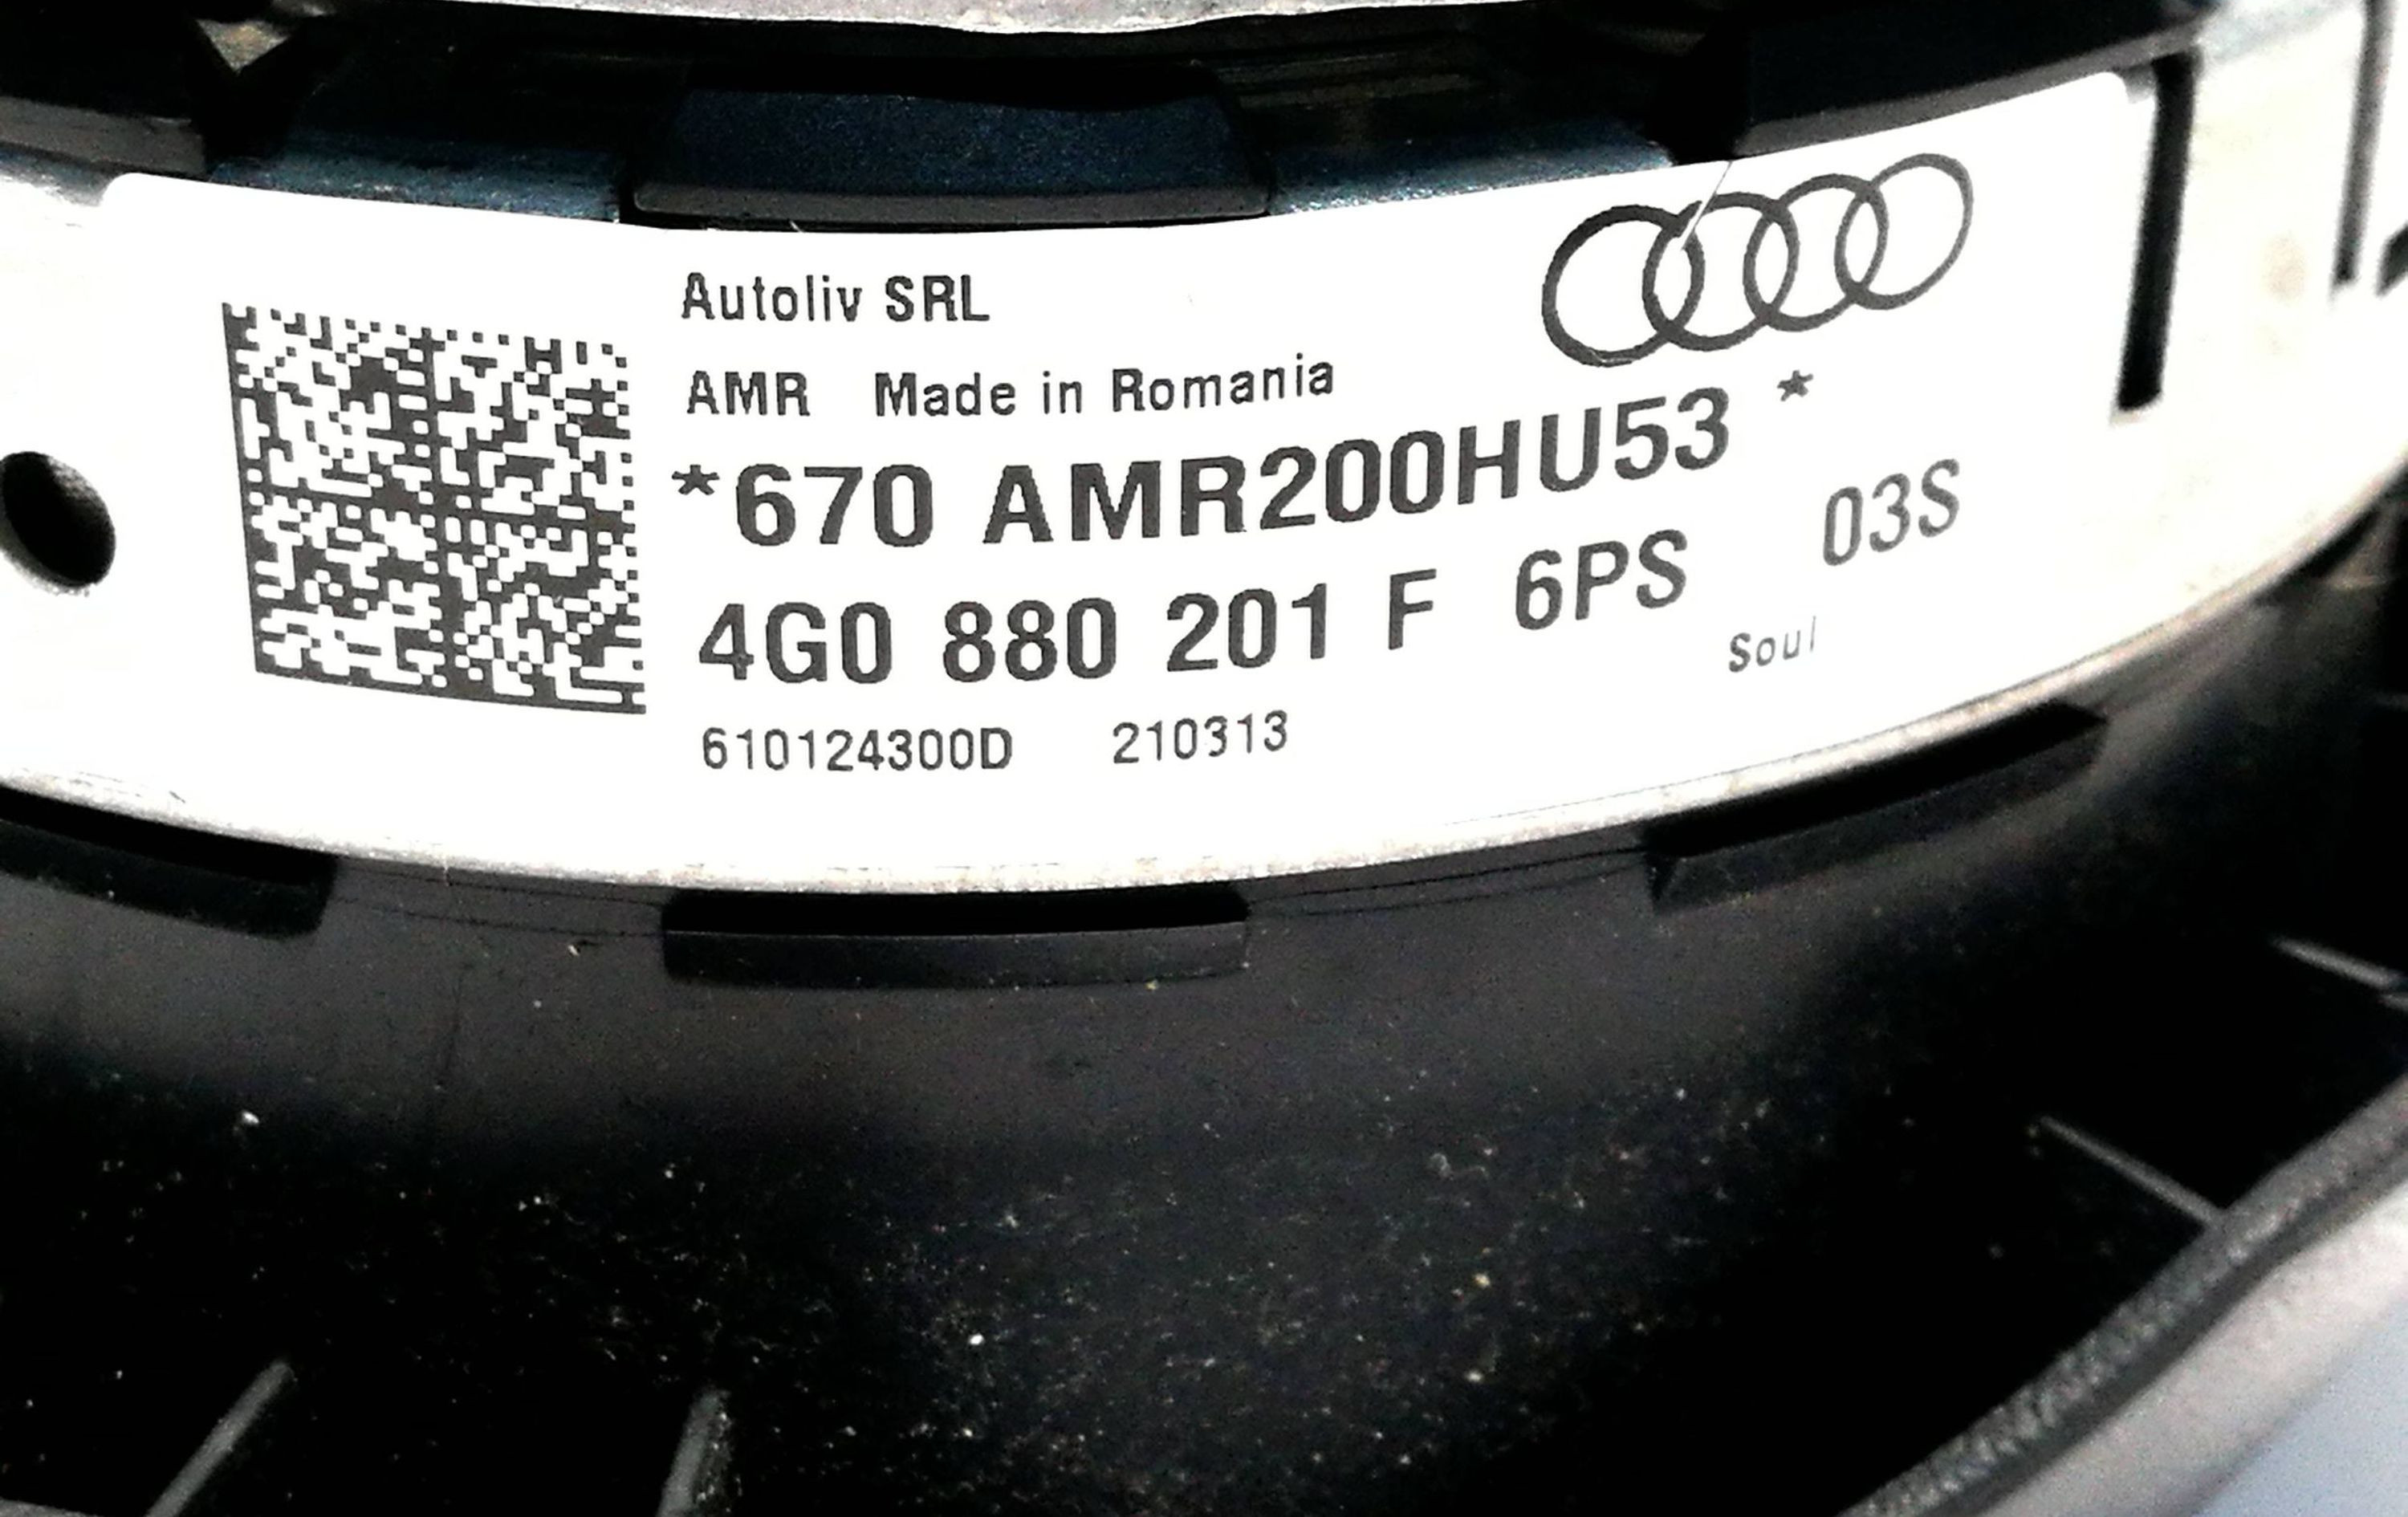 Autoliv SRL
AMR Made in Romania
*670 AMR200HU53 *
4G0 880 201 F 6PS 03S
Soul
610124300D 210313